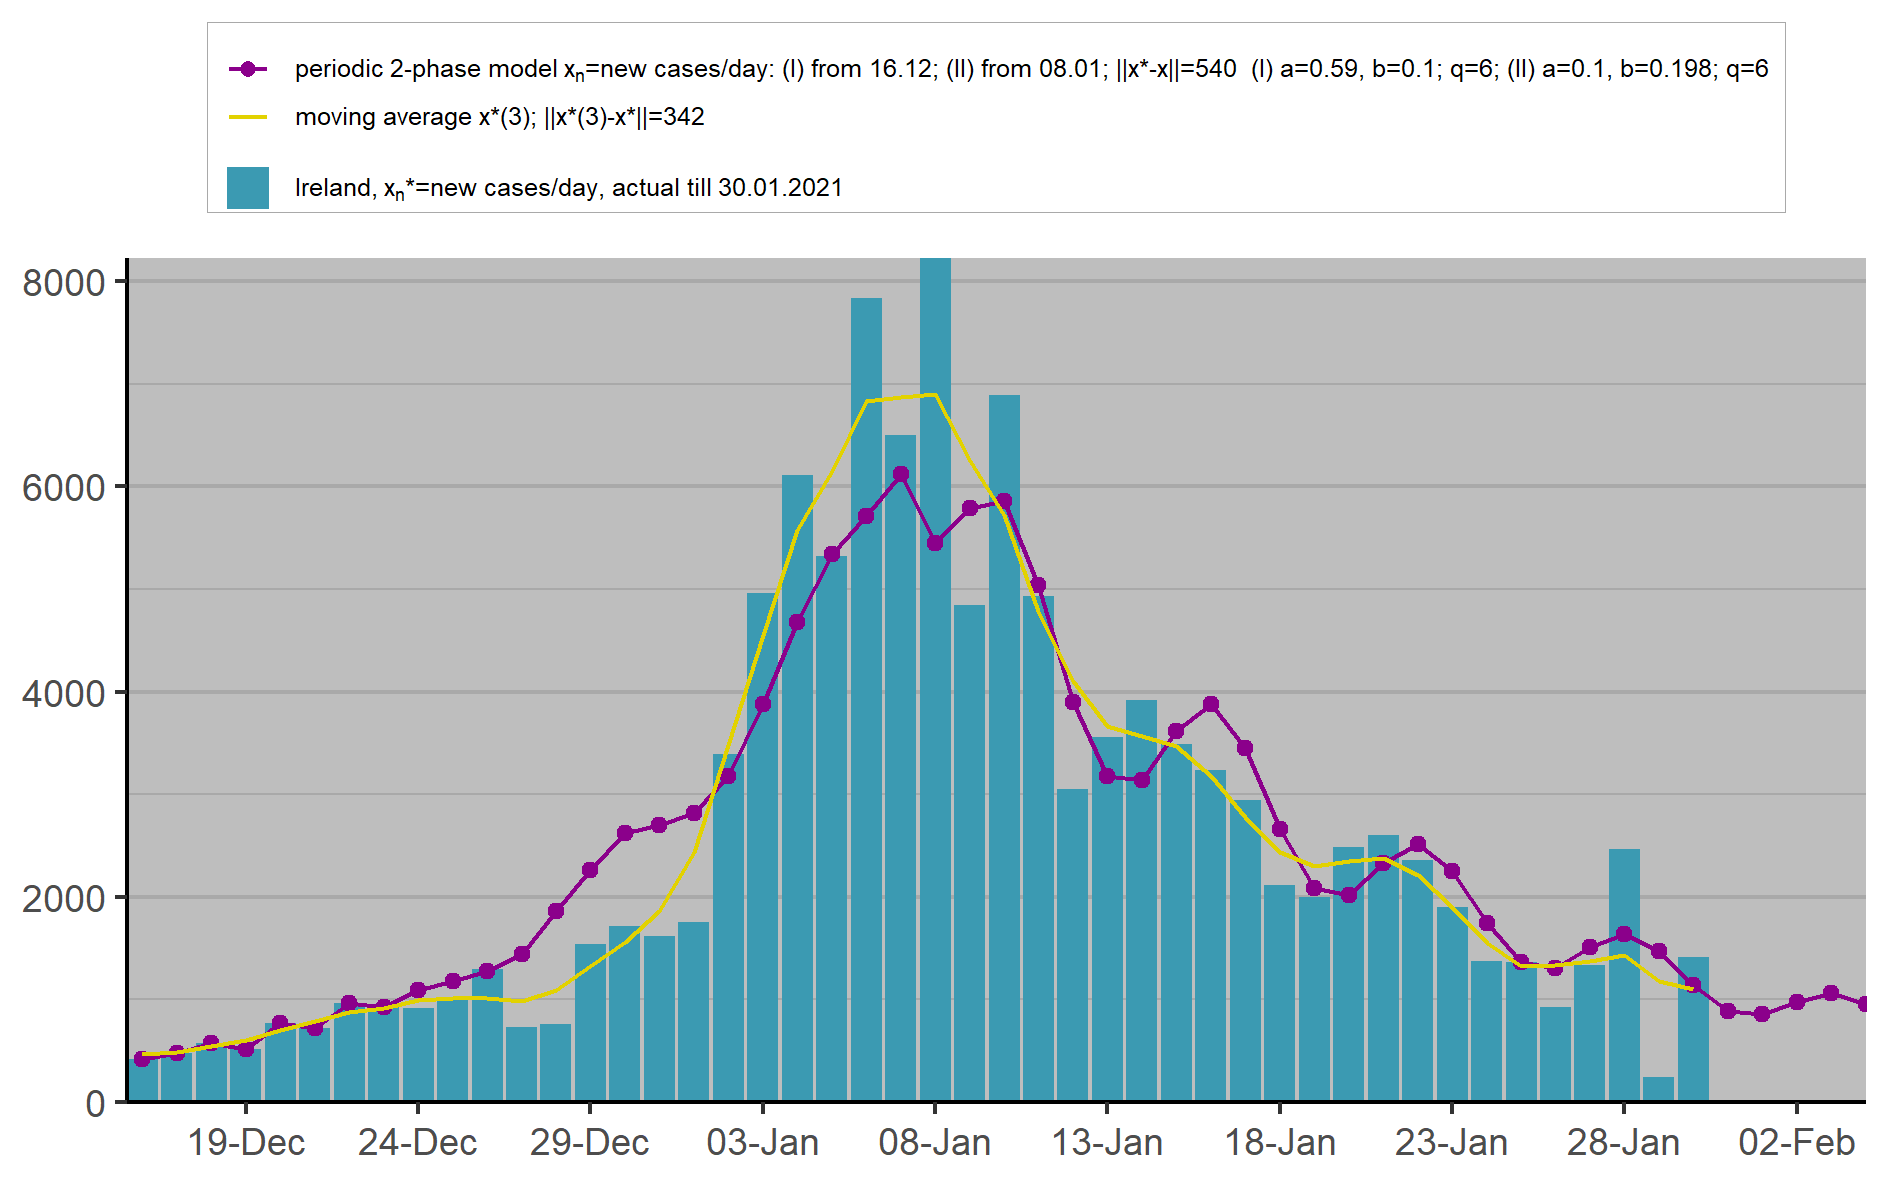 periodic 2-phase model xn=new cases/day: (I) from 16.12; (II) from 08.01; ||x*-x||=540  (I) a=0.59, b=0.1; q=6; (II) a=0.1, b=0.198; q=6
moving average x*(3); ||x*(3)-x*||=342
Ireland, xn*=new cases/day, actual till 30.01.2021
8000
6000
4000
2000
0
19-Dec 24-Dec 29-Dec 03-Jan 08-Jan 13-Jan 18-Jan 23-Jan 28-Jan 02-Feb